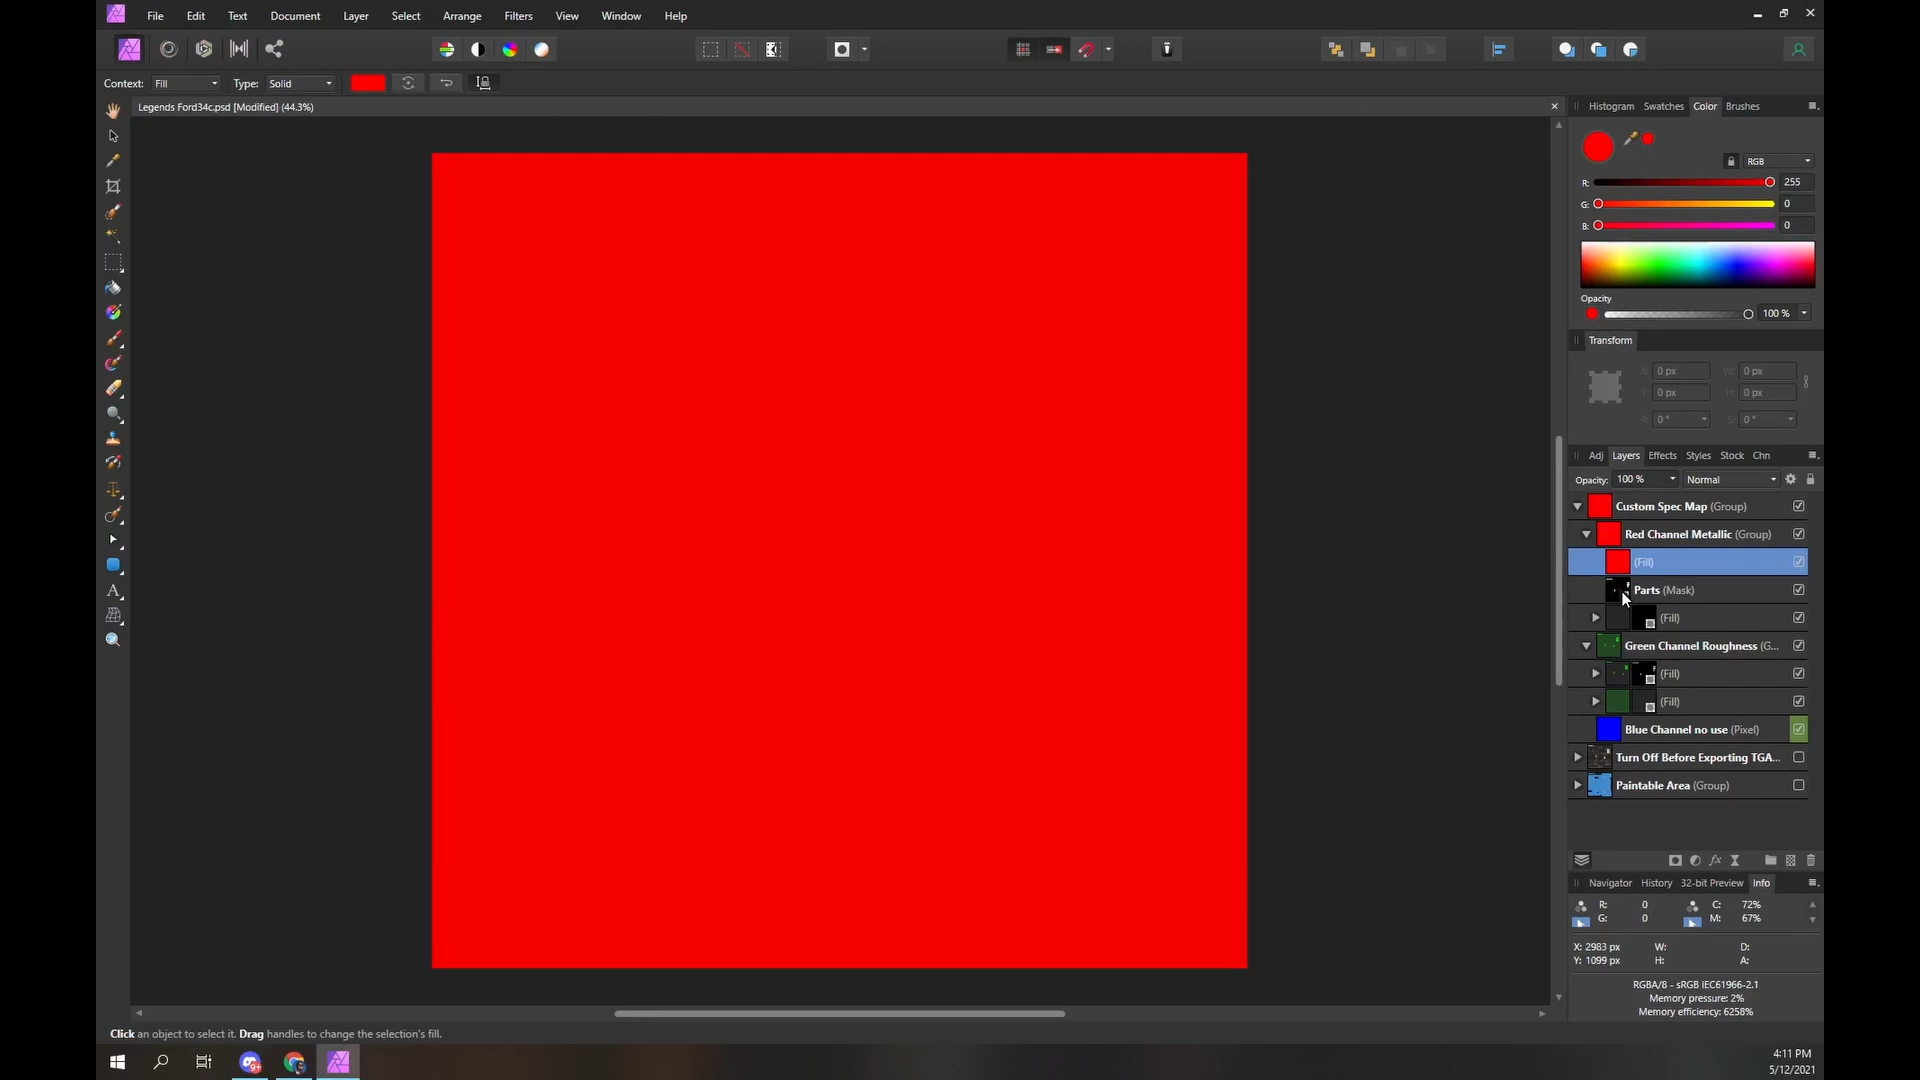 File Edit Text Document Layer Select Arrange Filters View Window Help
Context: Fill Type: Solid
Legends Ford34c.psd [Modified] (44.3%)
Histogram Swatches Color Brushes
RGB
R: 255
G: 0
B: 0
Opacity
100 %
Transform
X: 0 px W: 0 px
Y: 0 px H: 0 px
R: 0 ° S: 0 °
Adj Layers Effects Styles Stock Chn
Opacity: 100 % Normal
Custom Spec Map (Group)
Red Channel Metallic (Group)
(Fill)
Parts (Mask)
(Fill)
Green Channel Roughness (G...
(Fill)
(Fill)
Blue Channel no use (Pixel)
Turn Off Before Exporting TGA...
Paintable Area (Group)
Navigator History 32-bit Preview Info
R: 0 C: 72%
G: 0 M: 67%
X: 2983 px W: D:
Y: 1099 px H: A:
RGBA/8 - sRGB IEC61966-2.1
Memory pressure: 2%
Memory efficiency: 6258%
Click an object to select it. Drag handles to change the selection's fill.
9+
4:11 PM
5/12/2021